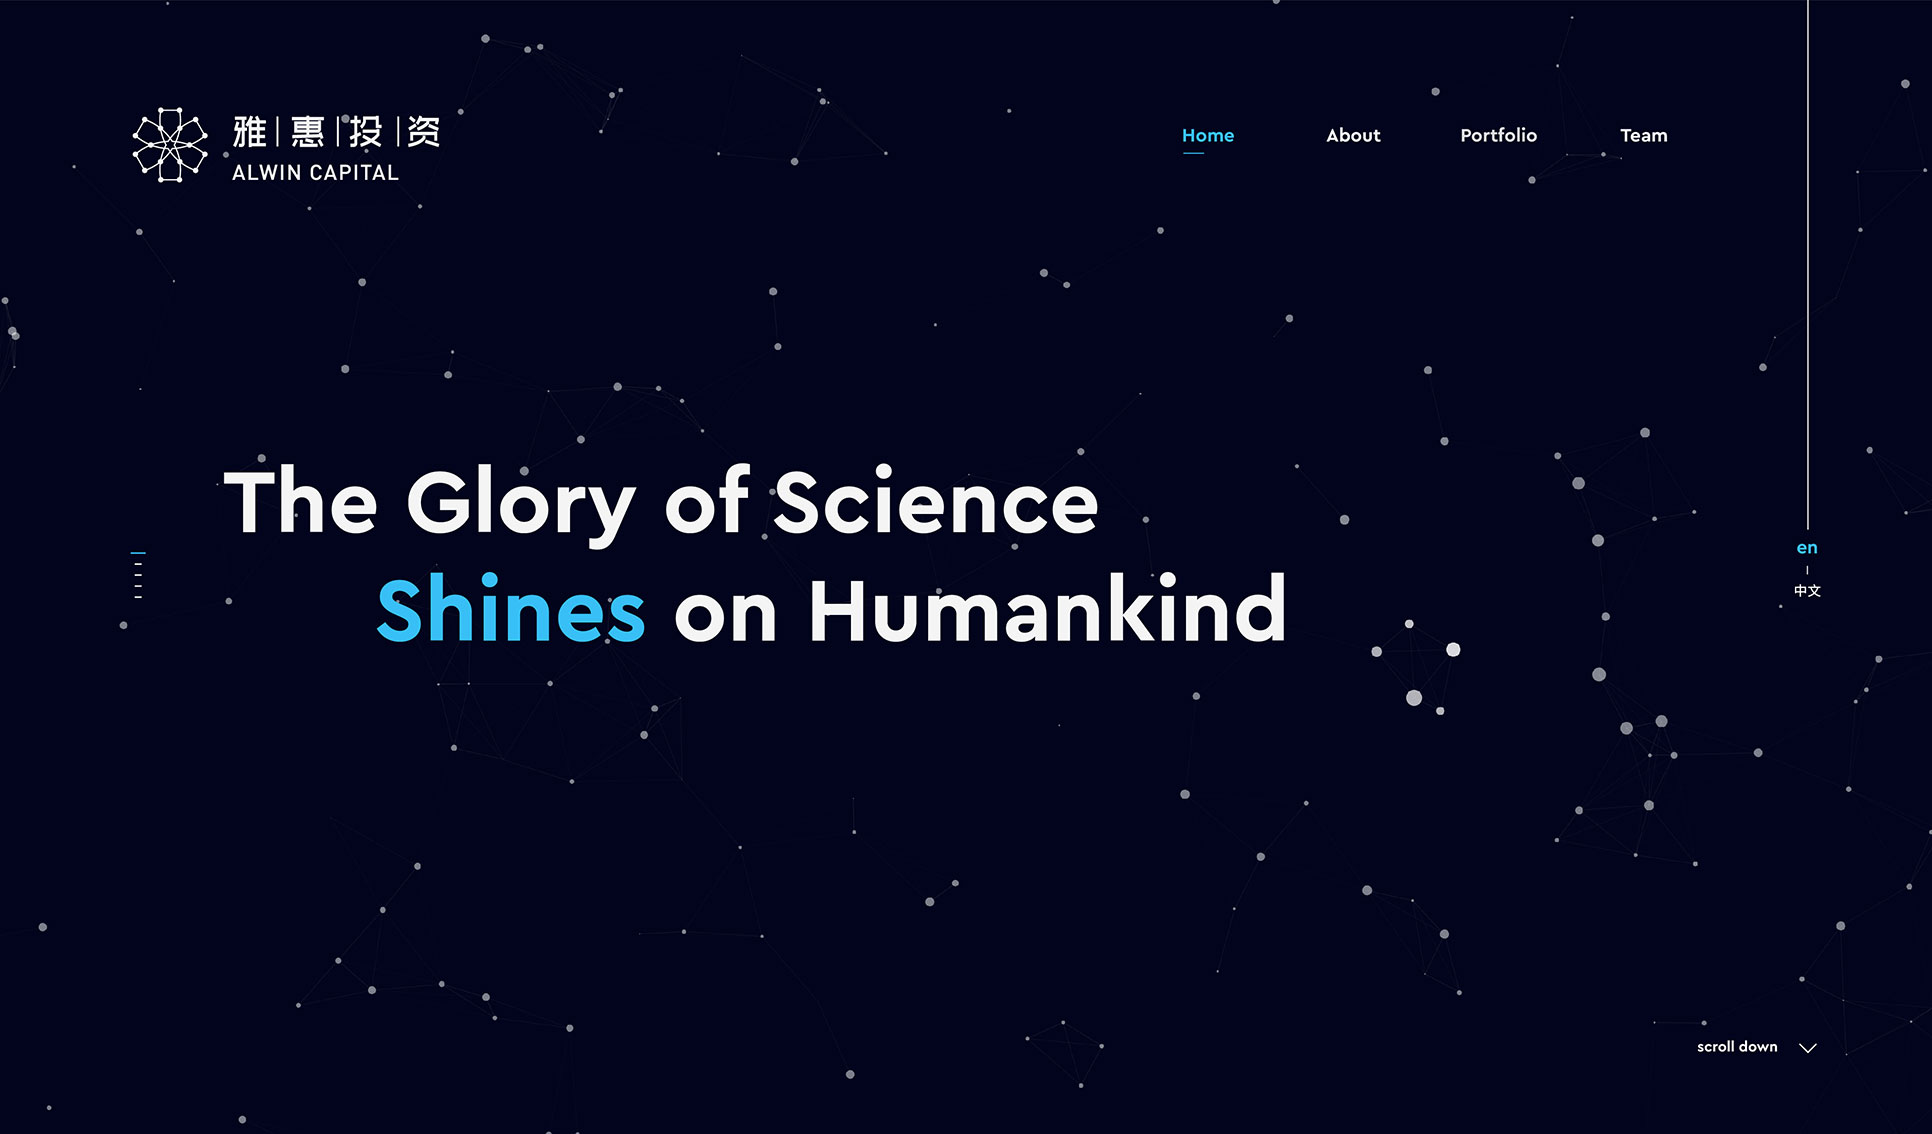 雅惠投资
ALWIN CAPITAL
Home About Portfolio Team
The Glory of Science
Shines on Humankind
en
中文
scroll down